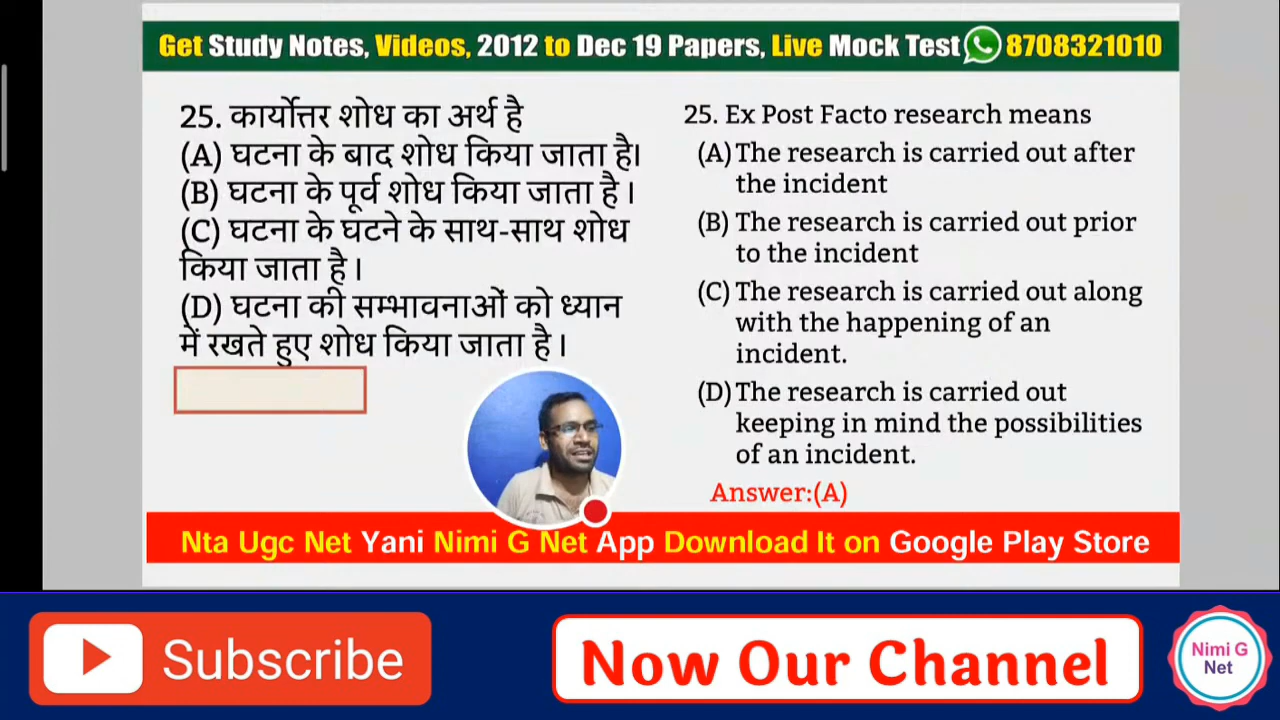 Get Study Notes, Videos, 2012 to Dec 19 Papers, Live Mock Test 8708321010
25. कार्योत्तर शोध का अर्थ है
(A) घटना के बाद शोध किया जाता है।
(B) घटना के पूर्व शोध किया जाता है ।
(C) घटना के घटने के साथ-साथ शोध
किया जाता है ।
(D) घटना की सम्भावनाओं को ध्यान
में रखते हुए शोध किया जाता है ।
25. Ex Post Facto research means
(A) The research is carried out after
the incident
(B) The research is carried out prior
to the incident
(C) The research is carried out along
with the happening of an
incident.
(D) The research is carried out
keeping in mind the possibilities
of an incident.
Answer:(A)
Nta Ugc Net Yani Nimi G Net App Download It on Google Play Store
Subscribe
Now Our Channel
Nimi G
Net